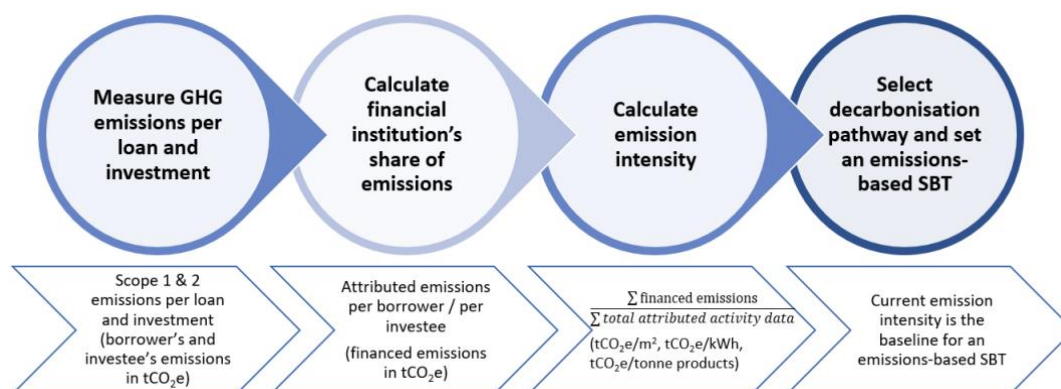 Measure GHG
emissions per
loan and
investment
Calculate
financial
institution's
share of
emissions
Calculate
emission
intensity
Select
decarbonisation
pathway and set
an emissions-
based SBT
Scope 1 & 2
emissions per loan
and investment
(borrower's and
investee's emissions
in tCO₂e)
Attributed emissions
per borrower / per
investee
(financed emissions
in tCO₂e)
∑ financed emissions
∑ total attributed activity data
(tCO₂e/m², tCO₂e/kWh,
tCO₂e/tonne products)
Current emission
intensity is the
baseline for an
emissions-based SBT